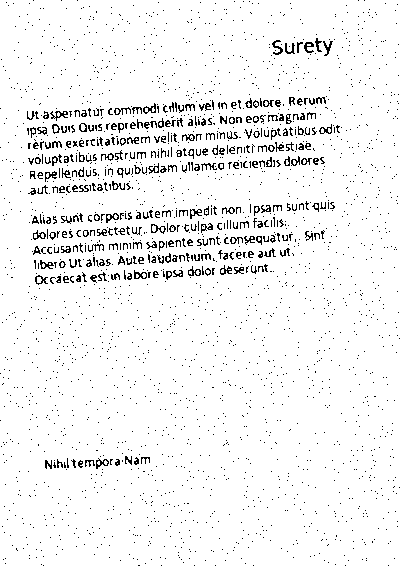 Surety
Ut aspernatur commodi cillum vel in et dolore. Rerum
ipsa Duis Quis reprehenderit alias. Non eos magnam
rerum exercitationem velit non minus. Voluptatibus odit
voluptatibus nostrum nihil atque deleniti molestiae.
Repellendus, in quibusdam ullamco reiciendis dolores
aut necessitatibus.
Alias sunt corporis autem impedit non. Ipsam sunt quis
dolores consectetur. Dolor culpa cillum facilis.
Accusantium minim sapiente sunt consequatur. Sint
libero Ut alias. Aute laudantium, facere aut ut.
Occaecat est in labore ipsa dolor deserunt.
Nihil tempora Nam